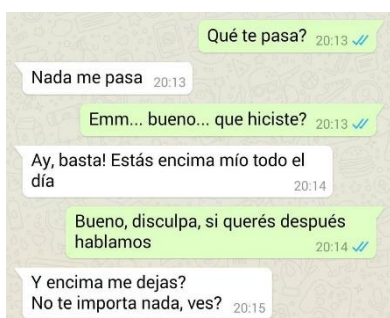 Qué te pasa? 20:13
Nada me pasa 20:13
Emm... bueno... que hiciste? 20:13
Ay, basta! Estás encima mío todo el
día
20:14
Bueno, disculpa, si querés después
hablamos
20:14
Y encima me dejas?
No te importa nada, ves? 20:15